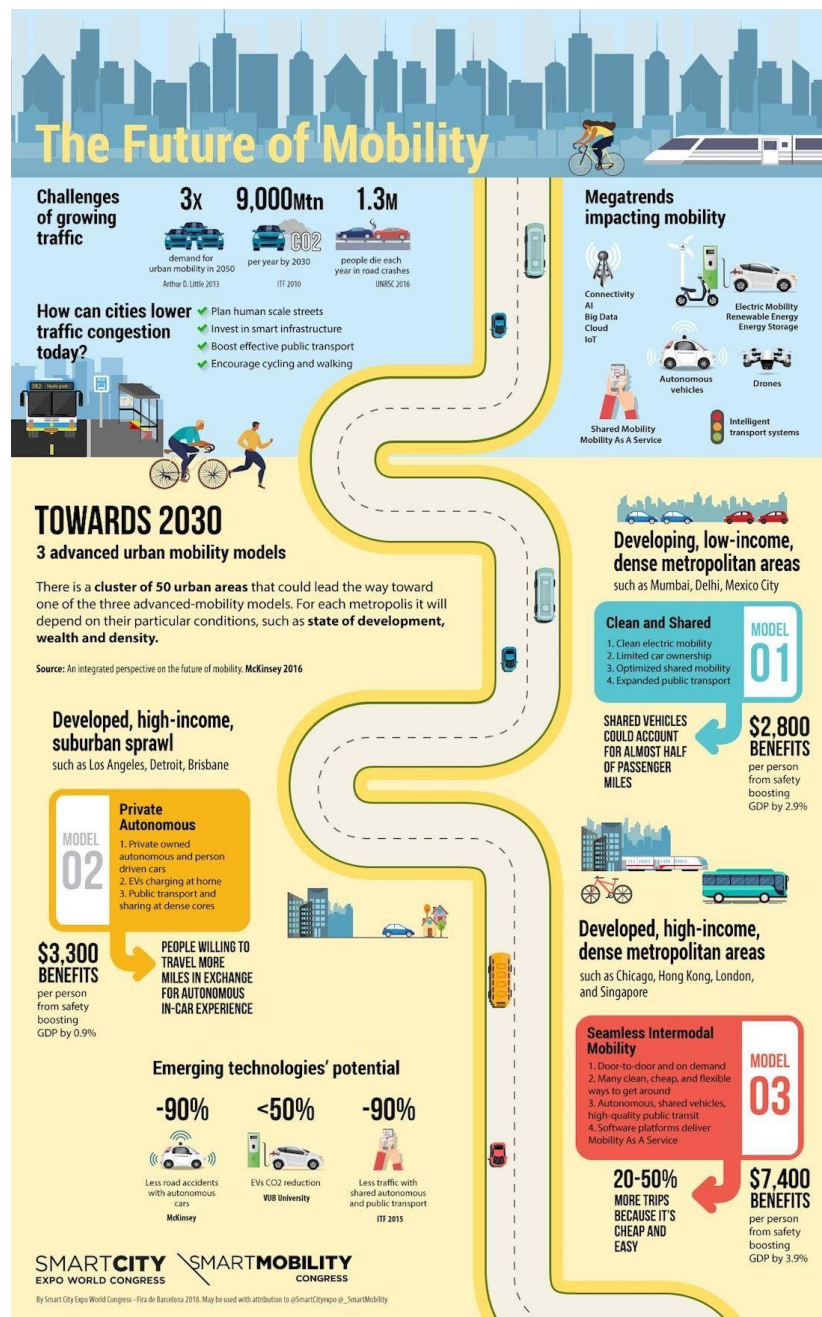 The Future of Mobility
Challenges
of growing
traffic
3x
demand for
urban mobility in 2050
Arthur D. Little 2013
9,000Mtn
CO2
per year by 2030
ITF 2010
1.3M
people die each
year in road crashes
UNRSC 2016
How can cities lower
traffic congestion
today?
Plan human scale streets
Invest in smart infrastructure
Boost effective public transport
Encourage cycling and walking
382
Megatrends
impacting mobility
Connectivity
AI
Big Data
Cloud
IoT
Electric Mobility
Renewable Energy
Energy Storage
Autonomous
vehicles
Drones
Shared Mobility
Mobility As A Service
Intelligent
transport systems
TOWARDS 2030
3 advanced urban mobility models
There is a cluster of 50 urban areas that could lead the way toward
one of the three advanced-mobility models. For each metropolis it will
depend on their particular conditions, such as state of development,
wealth and density.
Source: An integrated perspective on the future of mobility. McKinsey 2016
Developing, low-income,
dense metropolitan areas
such as Mumbai, Delhi, Mexico City
Clean and Shared
1. Clean electric mobility
2. Limited car ownership
3. Optimized shared mobility
4. Expanded public transport
MODEL
01
SHARED VEHICLES
COULD ACCOUNT
FOR ALMOST HALF
OF PASSENGER
MILES
$2,800
BENEFITS
per person
from safety
boosting
GDP by 2.9%
Developed, high-income,
suburban sprawl
such as Los Angeles, Detroit, Brisbane
MODEL
02
Private
Autonomous
1. Private owned
autonomous and person
driven cars
2. EVs charging at home
3. Public transport and
sharing at dense cores
$3,300
BENEFITS
per person
from safety
boosting
GDP by 0.9%
PEOPLE WILLING TO
TRAVEL MORE
MILES IN EXCHANGE
FOR AUTONOMOUS
IN-CAR EXPERIENCE
Developed, high-income,
dense metropolitan areas
such as Chicago, Hong Kong, London,
and Singapore
Seamless Intermodal
Mobility
1. Door-to-door and on demand
2. Many clean, cheap, and flexible
ways to get around
3. Autonomous, shared vehicles,
high-quality public transit
4. Software platforms deliver
Mobility As A Service
MODEL
03
20-50%
MORE TRIPS
BECAUSE IT'S
CHEAP AND
EASY
$7,400
BENEFITS
per person
from safety
boosting
GDP by 3.9%
Emerging technologies' potential
-90%
Less road accidents
with autonomous
cars
McKinsey
<50%
EVs CO2 reduction
VUB University
-90%
Less traffic with
shared autonomous
and public transport
ITF 2015
SMARTCITY
EXPO WORLD CONGRESS
SMARTMOBILITY
CONGRESS
By Smart City Expo World Congress - Fira de Barcelona 2018. May be used with attribution to @SmartCityexpo @_SmartMobility